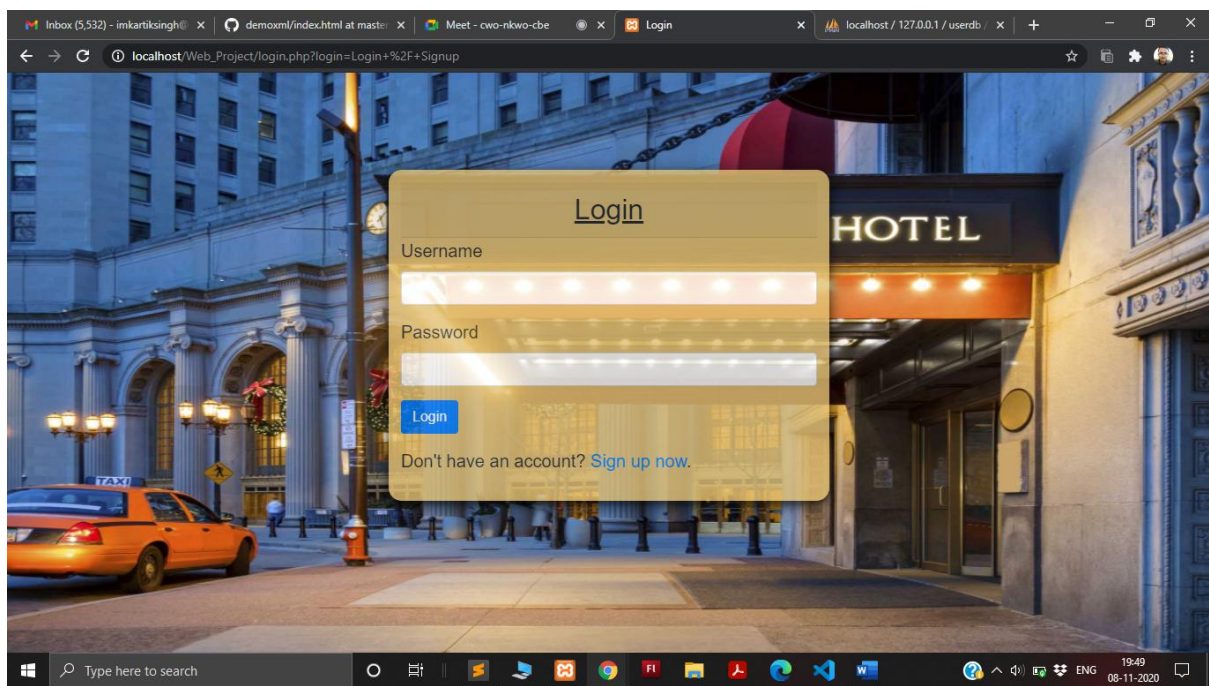 Inbox (5,532) - imkartiksingh@
demoxml/index.html at master
Meet - cwo-nkwo-cbe
Login
localhost / 127.0.0.1 / userdb /
localhost/Web_Project/login.php?login=Login+%2F+Signup
Login
HOTEL
Username
Password
Login
Don't have an account? Sign up now.
TAXI
Type here to search
ENG
19:49
08-11-2020